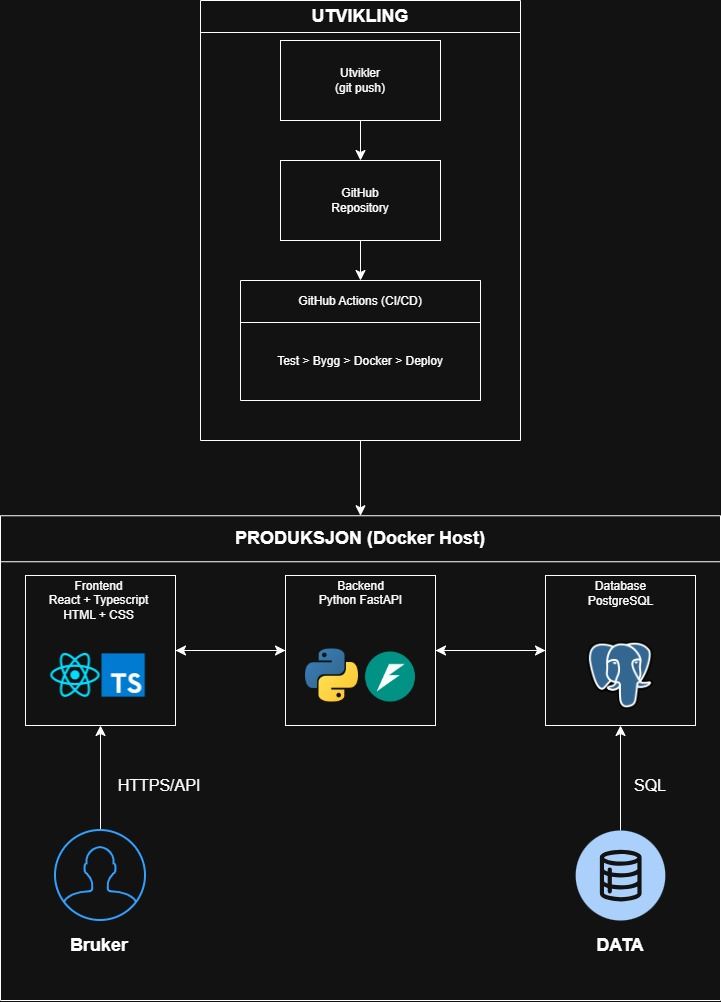 UTVIKLING
Utvikler
(git push)
GitHub
Repository
GitHub Actions (CI/CD)
Test > Bygg > Docker > Deploy
PRODUKSJON (Docker Host)
Frontend
React + Typescript
HTML + CSS
TS
Backend
Python FastAPI
Database
PostgreSQL
HTTPS/API
SQL
Bruker
DATA